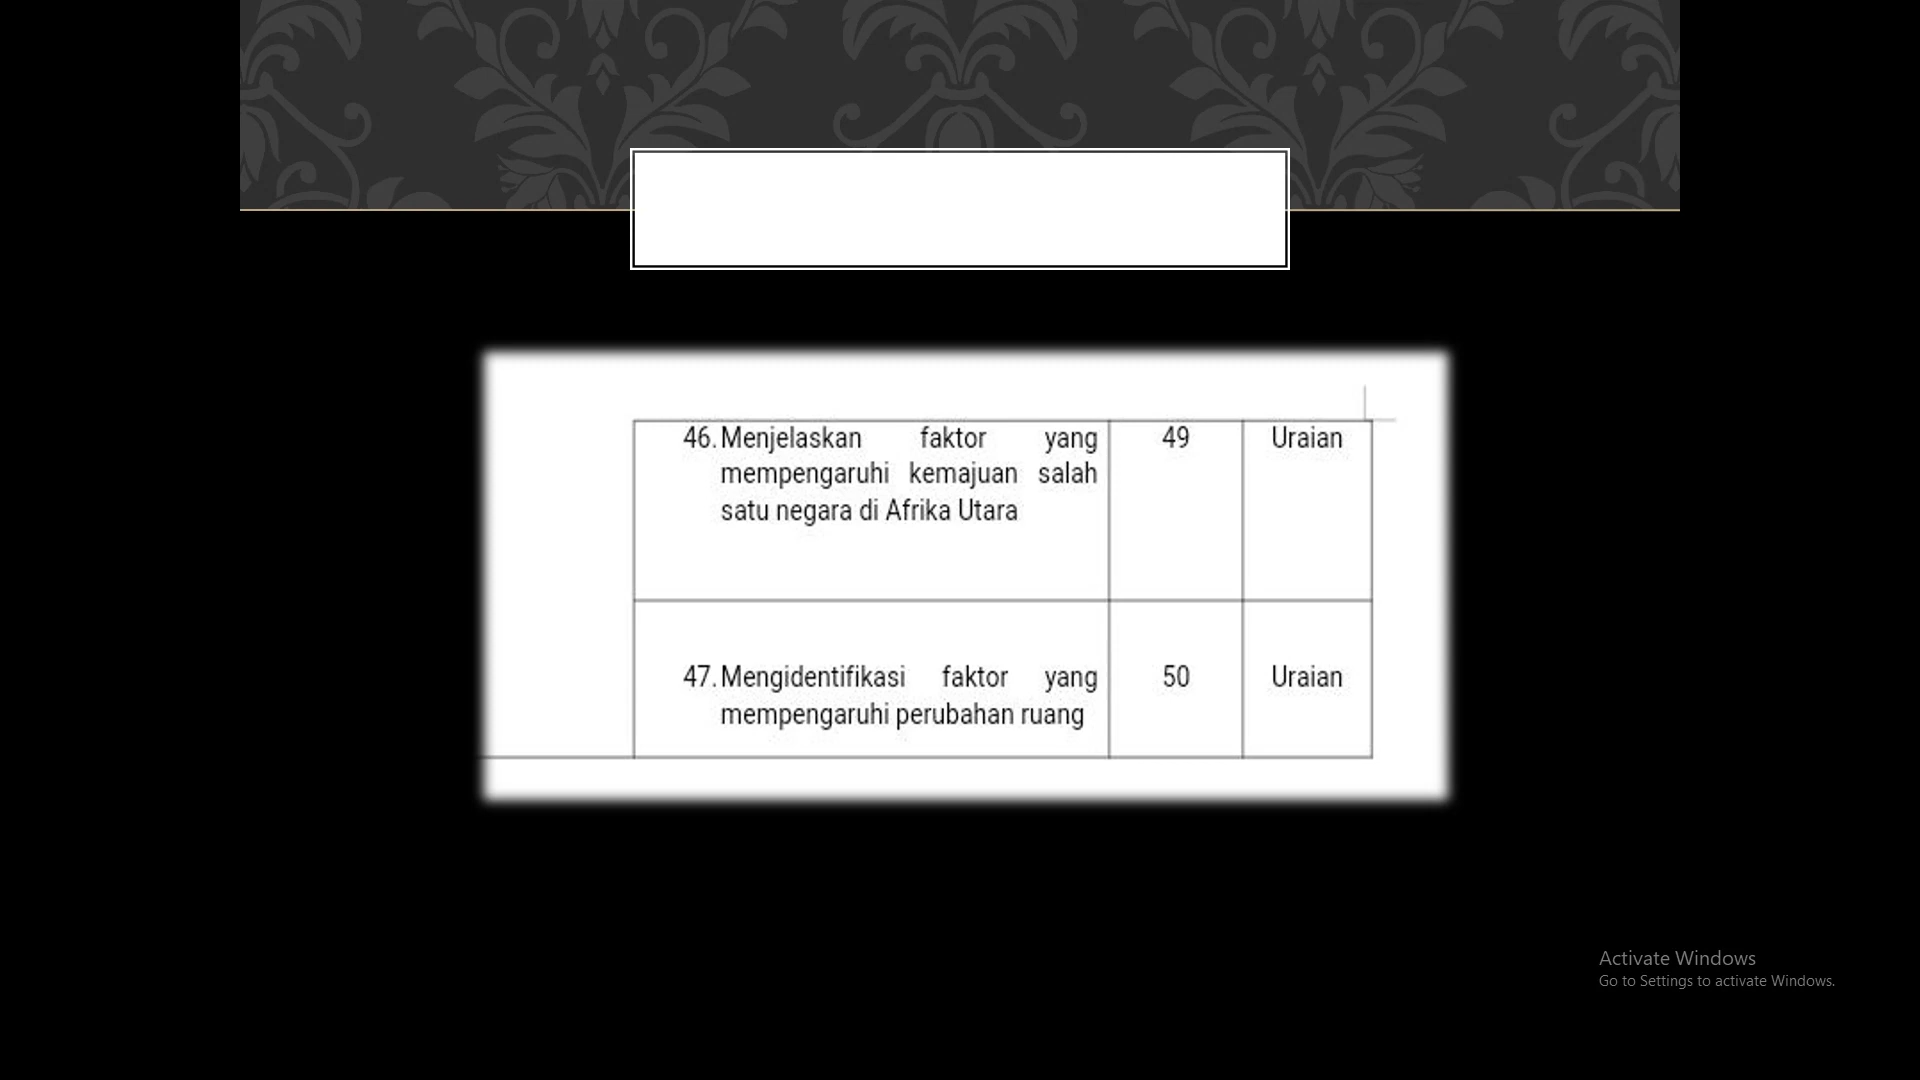 46. Menjelaskan faktor yang 49 Uraian
mempengaruhi kemajuan salah
satu negara di Afrika Utara
47. Mengidentifikasi faktor yang 50 Uraian
mempengaruhi perubahan ruang
Activate Windows
Go to Settings to activate Windows.